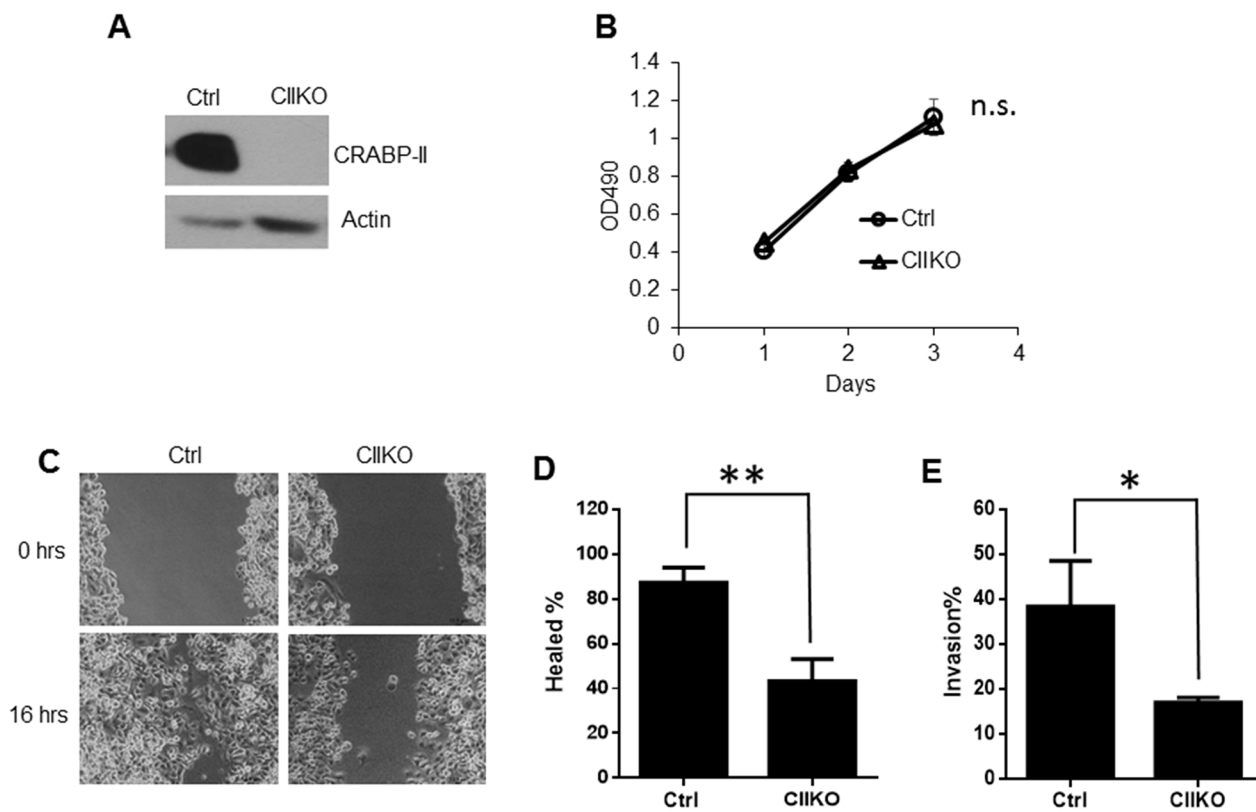 A
Ctrl CIIKO
CRABP-II
Actin
B
1.4
1.2
1
0.8
0.6
0.4
0.2
0
OD490
0 1 2 3 4
Days
n.s.
Ctrl
CIIKO
C
Ctrl CIIKO
0 hrs
16 hrs
D
**
120
100
80
60
40
20
0
Healed %
Ctrl CIIKO
E
*
60
50
40
30
20
10
0
Invasion%
Ctrl CIIKO